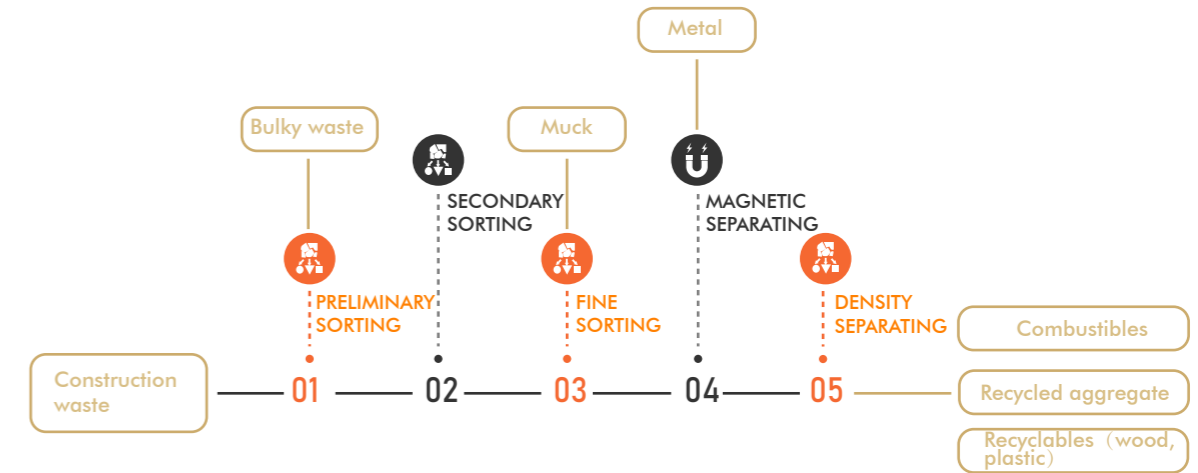 Metal
Bulky waste
Muck
SECONDARY
SORTING
MAGNETIC
SEPARATING
PRELIMINARY
SORTING
FINE
SORTING
DENSITY
SEPARATING
Combustibles
Construction
waste
01
02
03
04
05
Recycled aggregate
Recyclables（wood,
plastic）